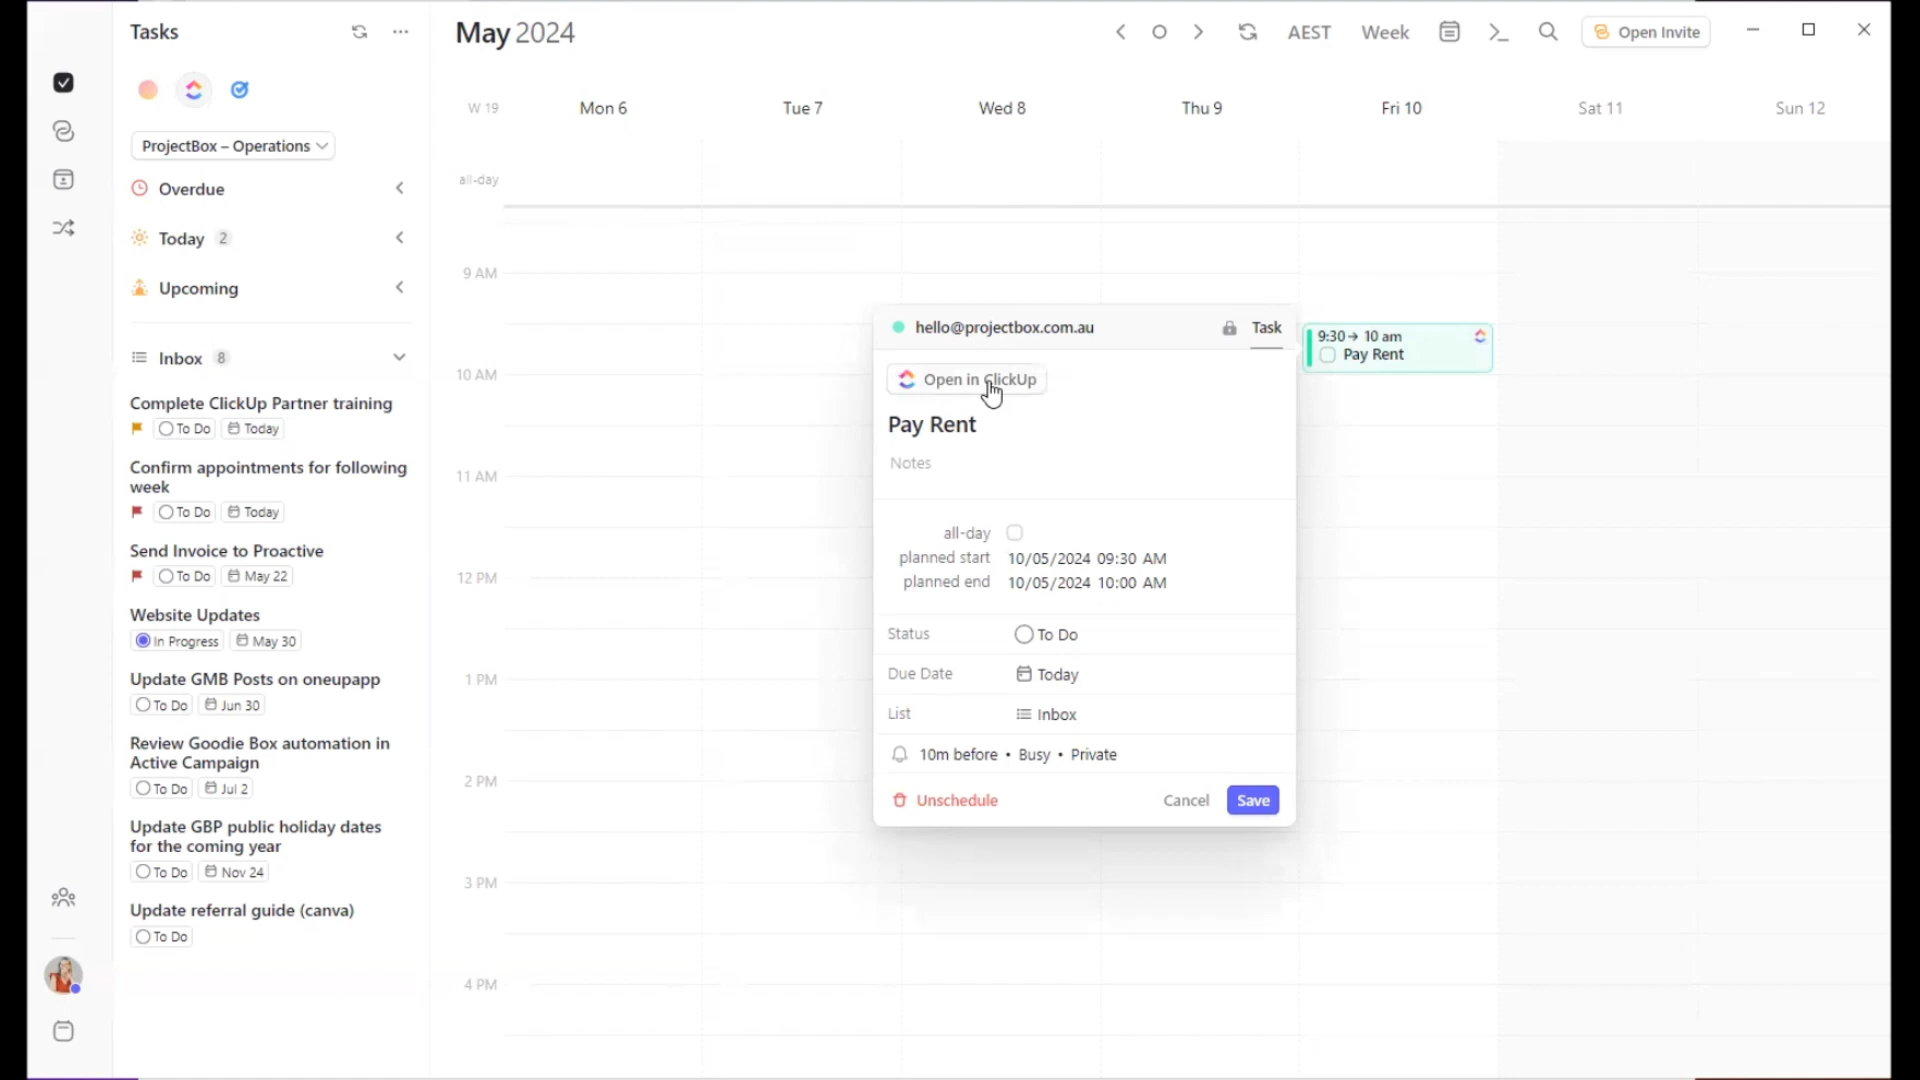 Tasks
May 2024
AEST
Week
Open Invite
ProjectBox – Operations
Overdue
Today 2
Upcoming
Inbox 8
Complete ClickUp Partner training
To Do Today
Confirm appointments for following
week
To Do Today
Send Invoice to Proactive
To Do May 22
Website Updates
In Progress May 30
Update GMB Posts on oneupapp
To Do Jun 30
Review Goodie Box automation in
Active Campaign
To Do Jul 2
Update GBP public holiday dates
for the coming year
To Do Nov 24
Update referral guide (canva)
To Do
W 19 Mon 6 Tue 7 Wed 8 Thu 9 Fri 10 Sat 11 Sun 12
all-day
9 AM
10 AM
11 AM
12 PM
1 PM
2 PM
3 PM
4 PM
hello@projectbox.com.au Task
Open in ClickUp
Pay Rent
Notes
all-day
planned start 10/05/2024 09:30 AM
planned end 10/05/2024 10:00 AM
Status To Do
Due Date Today
List Inbox
10m before • Busy • Private
Unschedule Cancel Save
9:30→ 10 am
Pay Rent